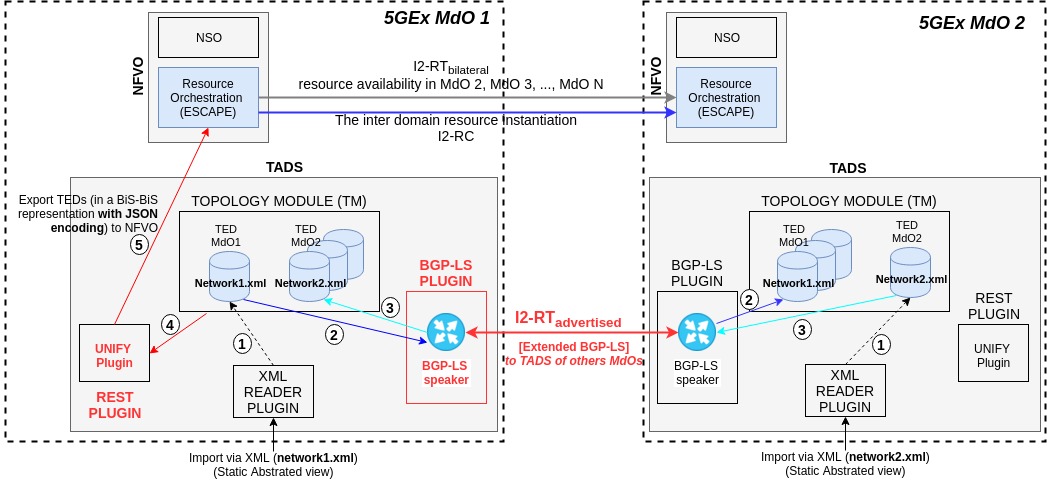 5GEx MdO 1
NFVO
NSO
Resource
Orchestration
(ESCAPE)
I2-RTbilateral
resource availability in MdO 2, MdO 3, ..., MdO N
The inter domain resource instantiation
I2-RC
5GEx MdO 2
NFVO
NSO
Resource
Orchestration
(ESCAPE)
TADS
Export TEDs (in a BiS-BiS
representation with JSON
encoding) to NFVO
5
TOPOLOGY MODULE (TM)
TED
MdO1
Network1.xml
TED
MdO2
Network2.xml
BGP-LS
PLUGIN
BGP-LS
speaker
3
2
4
1
UNIFY
Plugin
REST
PLUGIN
XML
READER
PLUGIN
Import via XML (network1.xml)
(Static Abstrated view)
I2-RTadvertised
[Extended BGP-LS]
to TADS of others MdOs
TADS
TOPOLOGY MODULE (TM)
TED
MdO1
Network1.xml
TED
MdO2
Network2.xml
BGP-LS
PLUGIN
BGP-LS
speaker
2
3
1
REST
PLUGIN
UNIFY
Plugin
XML
READER
PLUGIN
Import via XML (network2.xml)
(Static Abstrated view)